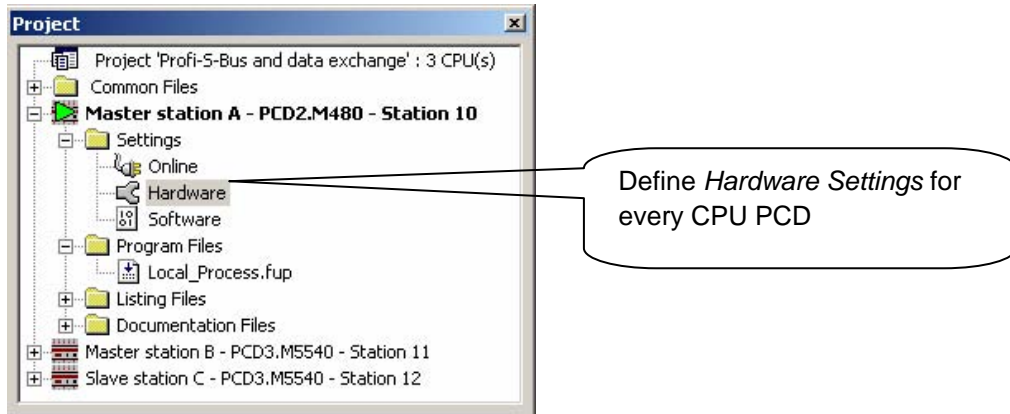 Project
Project 'Profi-S-Bus and data exchange' : 3 CPU(s)
Common Files
Master station A - PCD2.M480 - Station 10
Settings
Online
Hardware
Software
Program Files
Local_Process.fup
Listing Files
Documentation Files
Master station B - PCD3.M5540 - Station 11
Slave station C - PCD3.M5540 - Station 12
Define Hardware Settings for
every CPU PCD